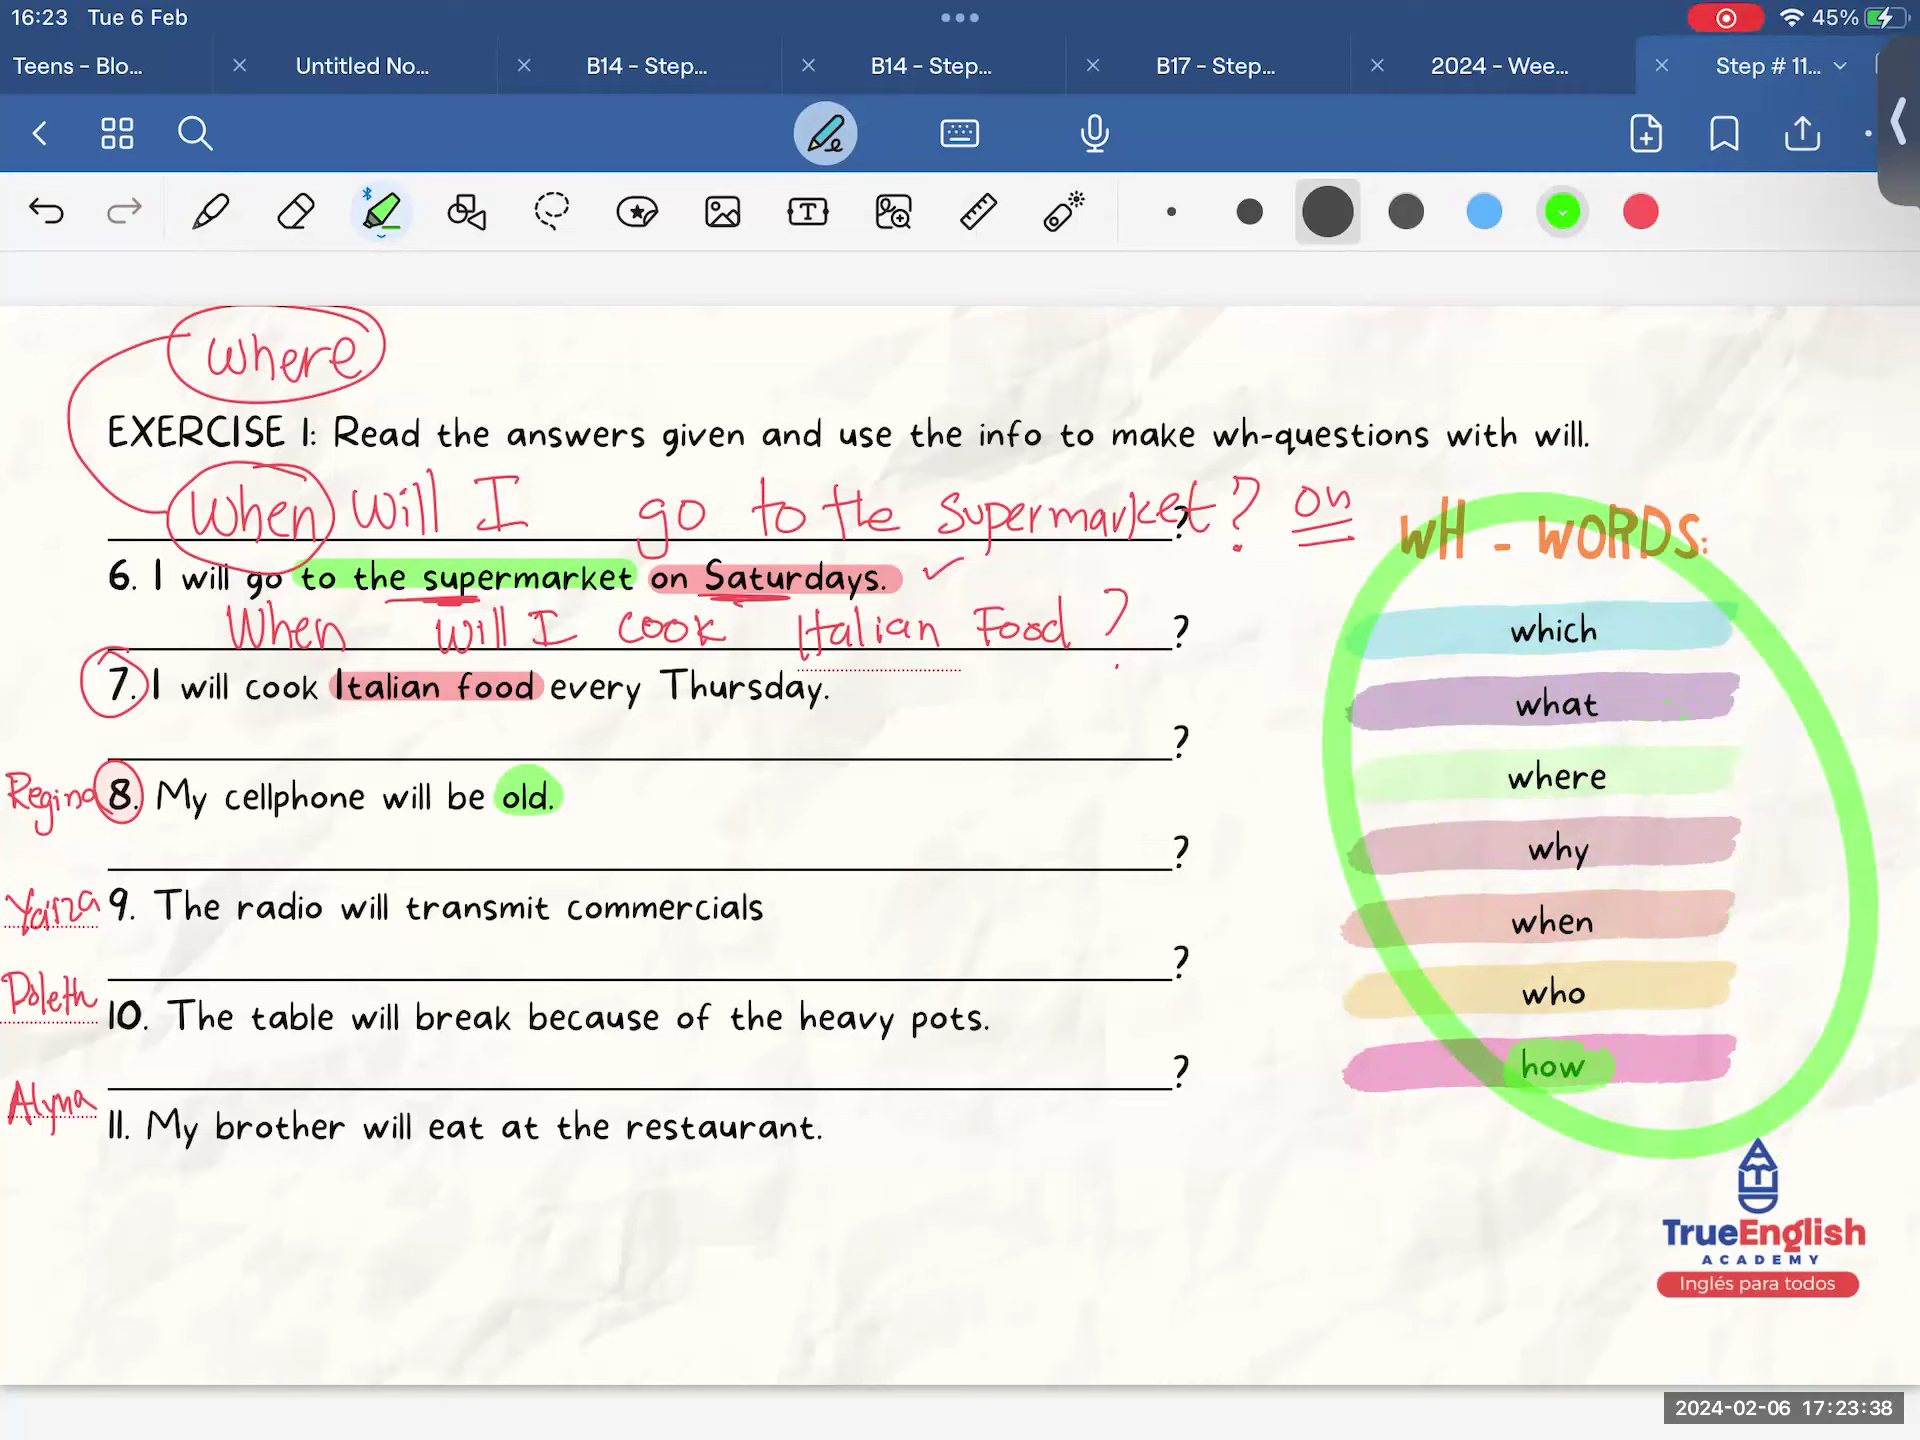 16:23 Tue 6 Feb
45%
Teens - Blo... Untitled No... B14 - Step... B14 - Step... B17 - Step... 2024 - Wee... Step # 11...
where
EXERCISE 1: Read the answers given and use the info to make wh-questions with will.
When will I go to the supermarket? ? on
6. I will go to the supermarket on Saturdays.
When will I cook Italian Food ? ?
7. I will cook Italian food every Thursday.
?
Regina 8. My cellphone will be old.
?
Yariza 9. The radio will transmit commercials
?
10. The table will break because of the heavy pots.
?
Alyna
11. My brother will eat at the restaurant.
WH - WORDS:
which
what
where
why
when
who
how
TrueEnglish
ACADEMY
Inglés para todos
2024-02-06 17:23:38